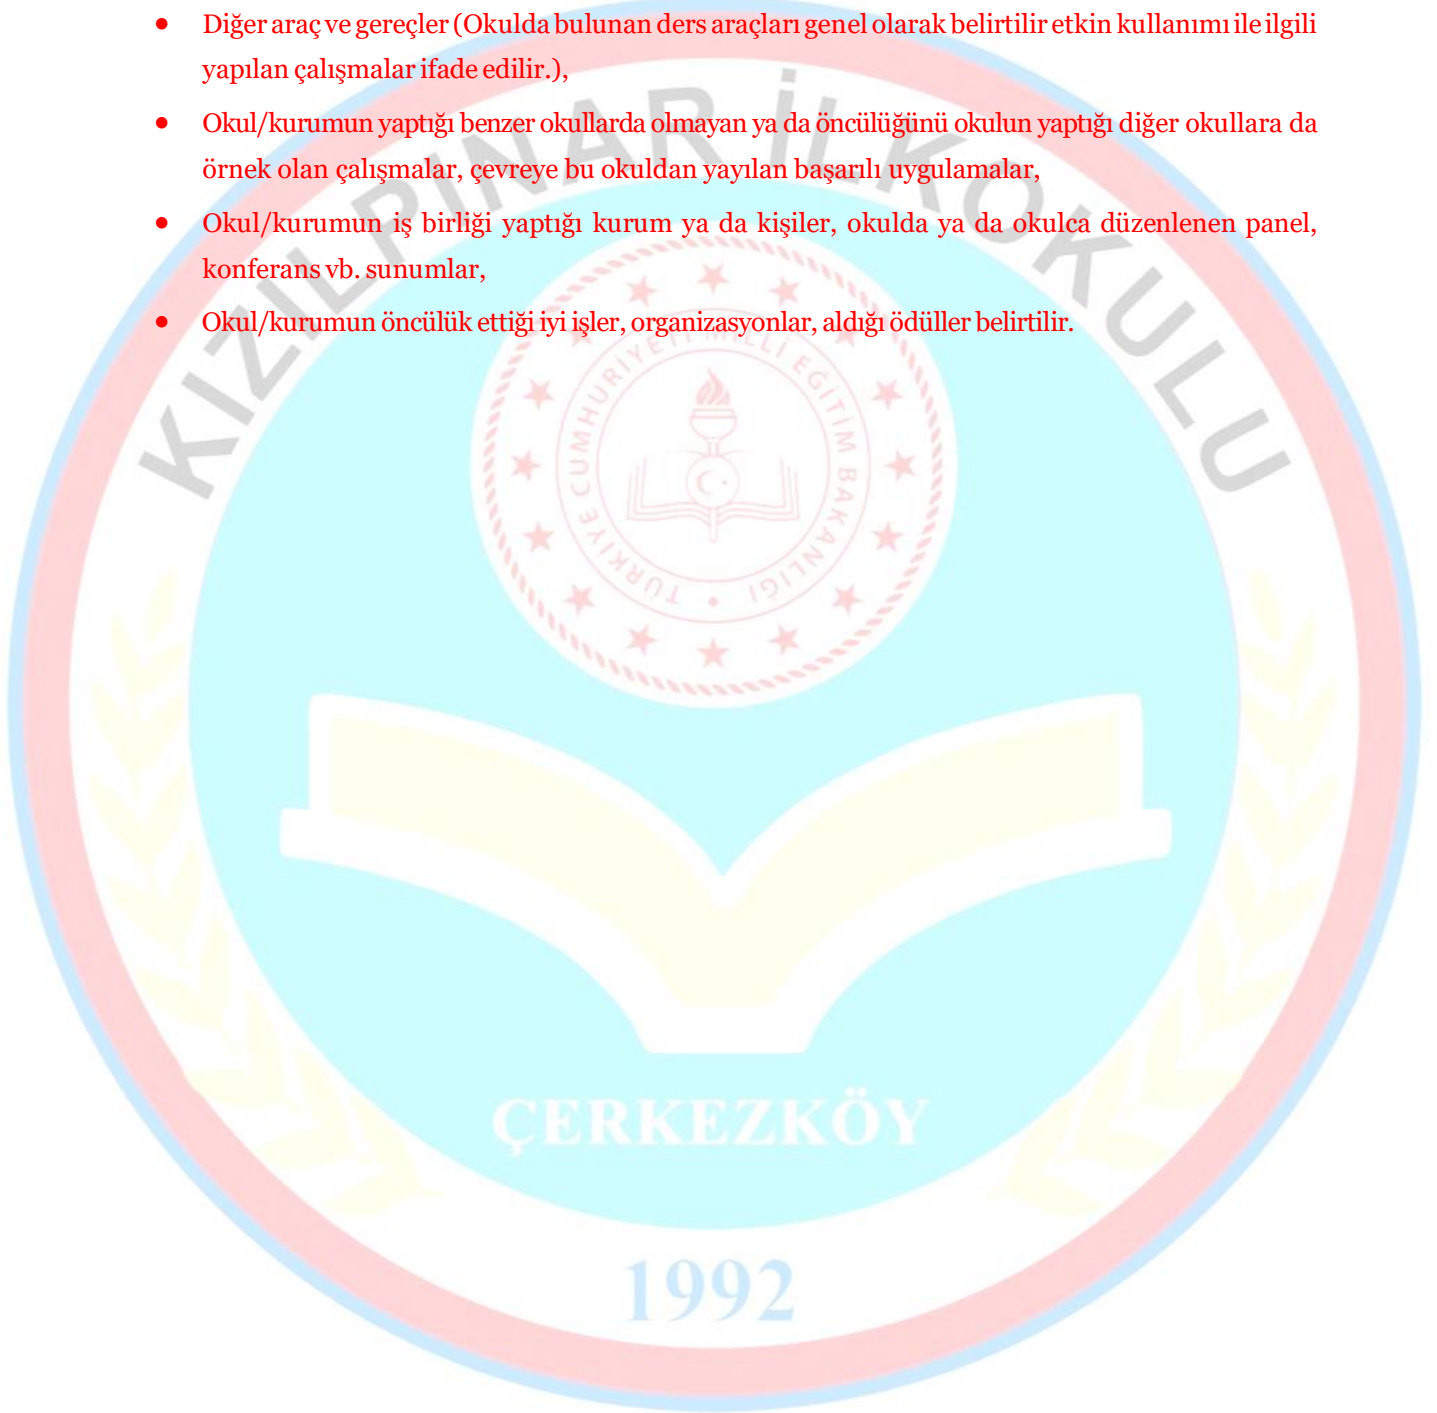 • Diğer araç ve gereçler (Okulda bulunan ders araçları genel olarak belirtilir etkin kullanımı ile ilgili
yapılan çalışmalar ifade edilir.),
• Okul/kurumun yaptığı benzer okullarda olmayan ya da öncülüğünü okulun yaptığı diğer okullara da
örnek olan çalışmalar, çevreye bu okuldan yayılan başarılı uygulamalar,
• Okul/kurumun iş birliği yaptığı kurum ya da kişiler, okulda ya da okulca düzenlenen panel,
konferans vb. sunumlar,
• Okul/kurumun öncülük ettiği iyi işler, organizasyonlar, aldığı ödüller belirtilir.
KIZILPINAR İLKOKULU
TÜRKİYE CUMHURİYETİ MİLLİ EĞİTİM BAKANLIĞI
ÇERKEZKÖY
1992